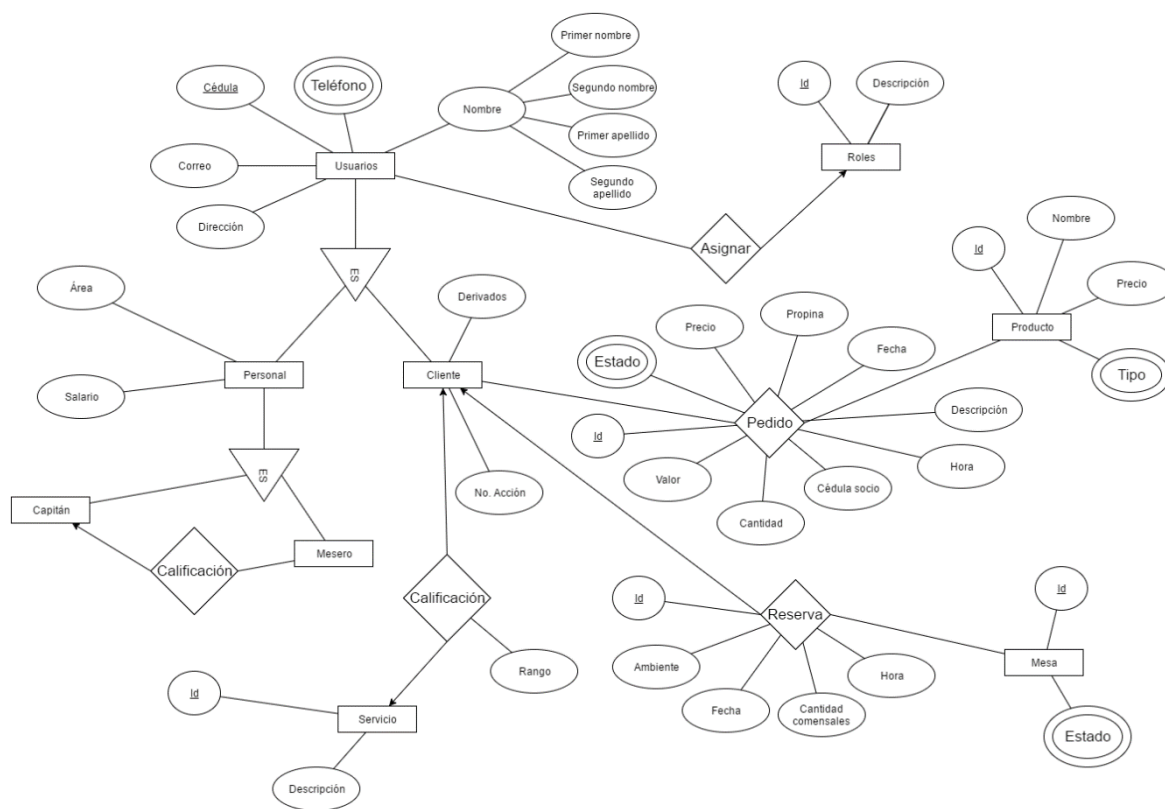 Primer nombre
Teléfono
Cédula
Segundo nombre
Id
Descripción
Nombre
Primer apellido
Correo
Usuarios
Roles
Segundo
apellido
Dirección
Nombre
Asignar
Id
ES
Área
Derivados
Precio
Propina
Producto
Precio
Estado
Fecha
Personal
Cliente
Tipo
Salario
Descripción
Pedido
Id
ES
Valor
Cédula socio
Hora
No. Acción
Cantidad
Capitán
Mesero
Calificación
Calificación
Id
Reserva
Id
Ambiente
Hora
Mesa
Rango
Id
Fecha
Cantidad
comensales
Servicio
Estado
Descripción